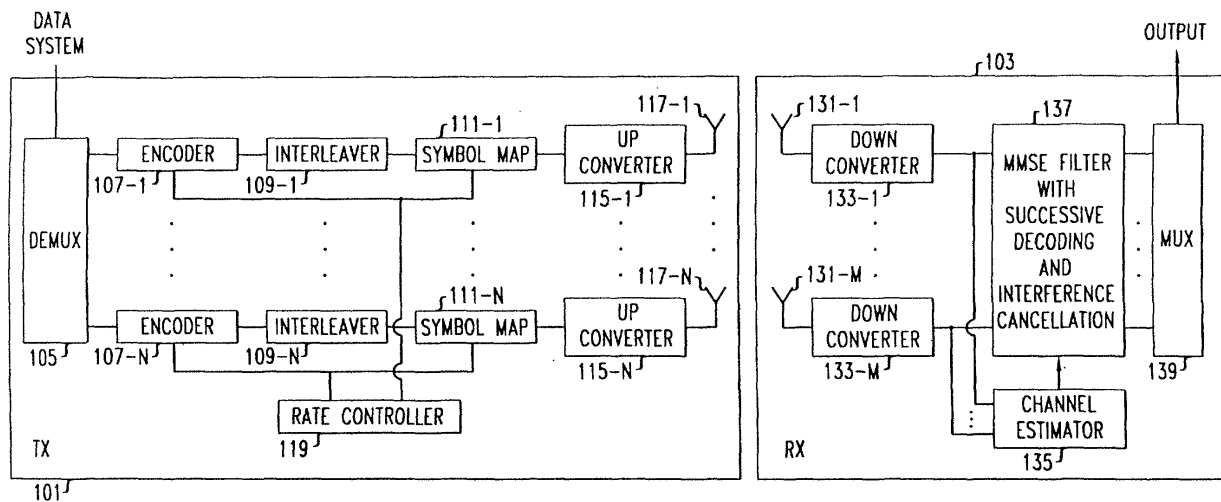 DATA
SYSTEM
OUTPUT
103
117-1
131-1
137
111-1
ENCODER
INTERLEAVER
SYMBOL MAP
UP
CONVERTER
DOWN
CONVERTER
107-1
109-1
115-1
133-1
MMSE FILTER
WITH
SUCCESSIVE
DECODING
AND
INTERFERENCE
CANCELLATION
DEMUX
MUX
117-N
131-M
111-N
ENCODER
INTERLEAVER
SYMBOL MAP
UP
CONVERTER
DOWN
CONVERTER
105
107-N
109-N
115-N
133-M
139
RATE CONTROLLER
119
CHANNEL
ESTIMATOR
135
TX
RX
101